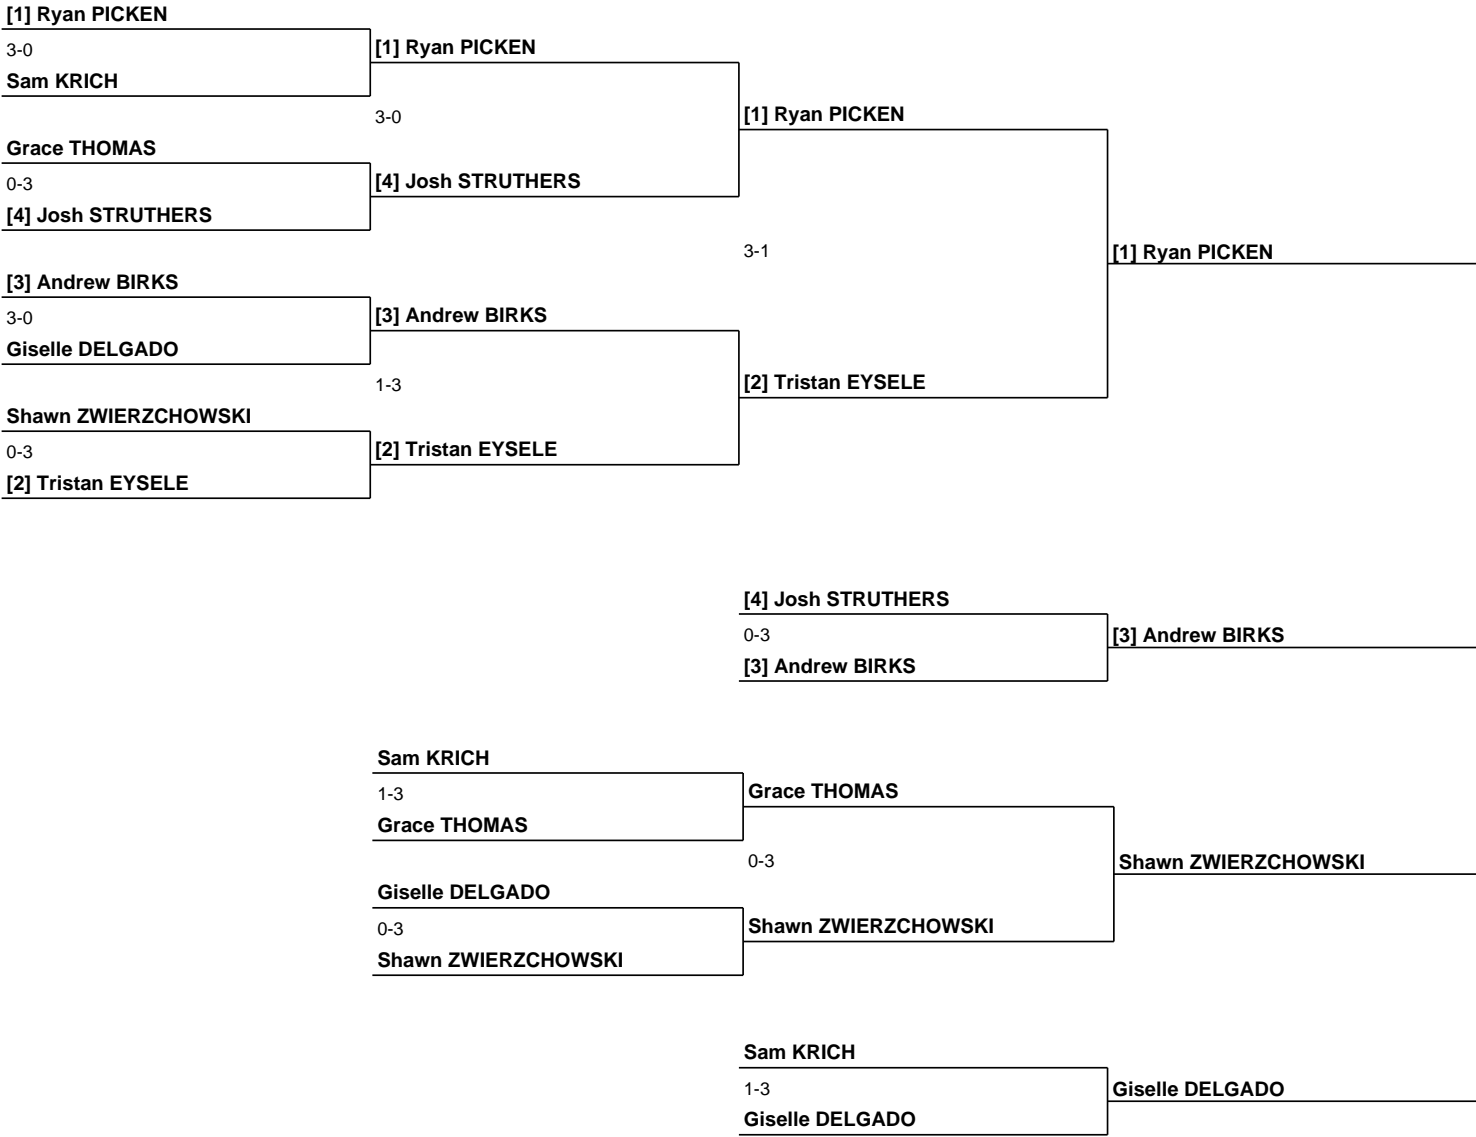 [1] Ryan PICKEN
3-0
[1] Ryan PICKEN
Sam KRICH
3-0
[1] Ryan PICKEN
Grace THOMAS
0-3
[4] Josh STRUTHERS
[4] Josh STRUTHERS
3-1
[1] Ryan PICKEN
[3] Andrew BIRKS
3-0
[3] Andrew BIRKS
Giselle DELGADO
1-3
[2] Tristan EYSELE
Shawn ZWIERZCHOWSKI
0-3
[2] Tristan EYSELE
[2] Tristan EYSELE
[4] Josh STRUTHERS
0-3
[3] Andrew BIRKS
[3] Andrew BIRKS
Sam KRICH
1-3
Grace THOMAS
Grace THOMAS
0-3
Shawn ZWIERZCHOWSKI
Giselle DELGADO
0-3
Shawn ZWIERZCHOWSKI
Shawn ZWIERZCHOWSKI
Sam KRICH
1-3
Giselle DELGADO
Giselle DELGADO